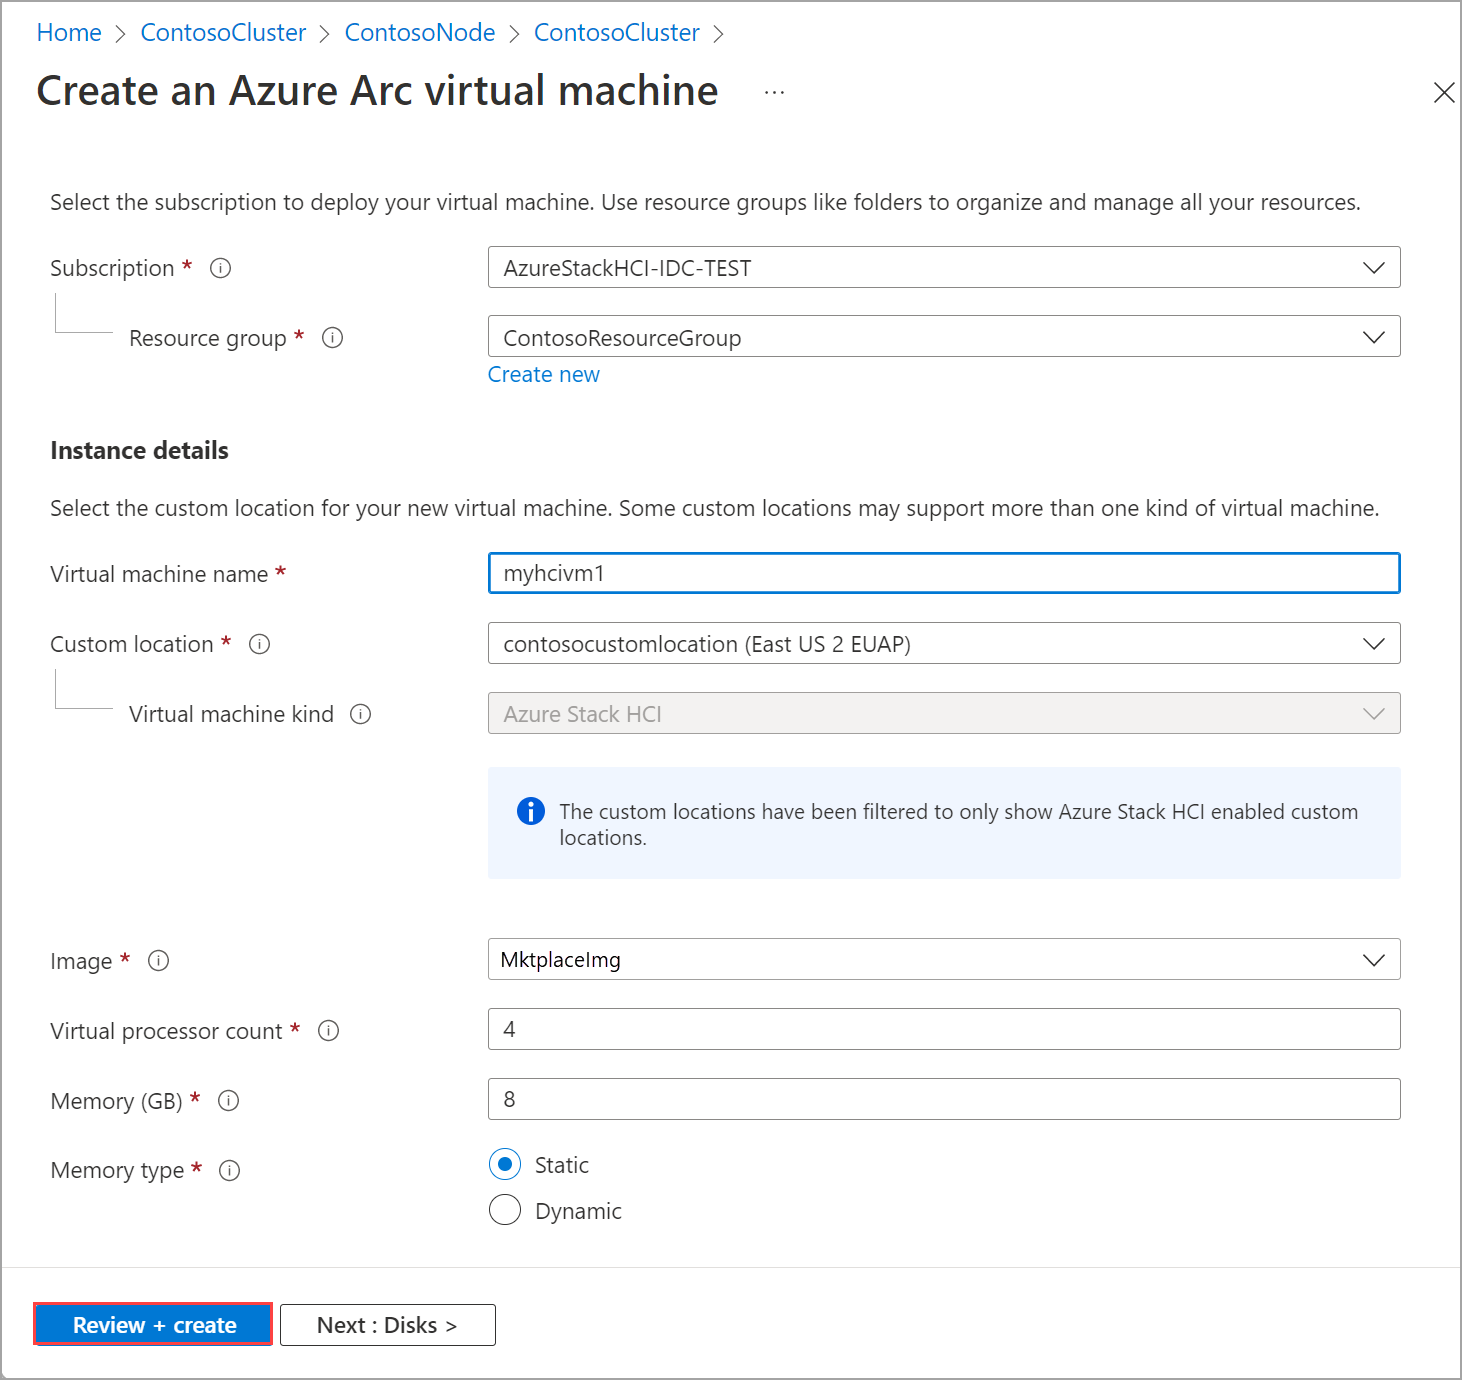 Home > ContosoCluster > ContosoNode > ContosoCluster >
Create an Azure Arc virtual machine ...
Select the subscription to deploy your virtual machine. Use resource groups like folders to organize and manage all your resources.
Subscription * AzureStackHCI-IDC-TEST
Resource group * ContosoResourceGroup
Create new
Instance details
Select the custom location for your new virtual machine. Some custom locations may support more than one kind of virtual machine.
Virtual machine name * myhcivm1
Custom location * contosocustomlocation (East US 2 EUAP)
Virtual machine kind Azure Stack HCI
The custom locations have been filtered to only show Azure Stack HCI enabled custom
locations.
Image * MktplaceImg
Virtual processor count * 4
Memory (GB) * 8
Memory type * Static
Dynamic
Review + create Next : Disks >